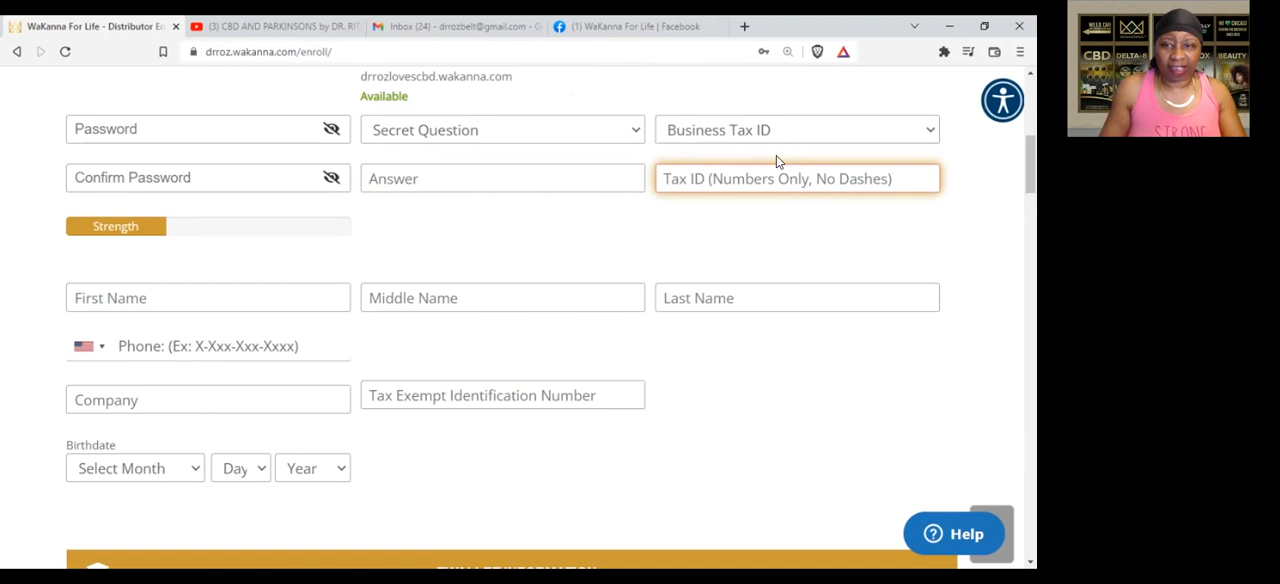 WaKanna For Life - Distributor En
(3) CBD AND PARKINSONS by DR. RIT
Inbox (24) - drrozbelt@gmail.com - G
(1) WaKanna For Life | Facebook
drroz.wakanna.com/enroll/
drrozlovescbd.wakanna.com
Available
Password
Secret Question
Business Tax ID
Confirm Password
Answer
Tax ID (Numbers Only, No Dashes)
Strength
First Name
Middle Name
Last Name
Phone: (Ex: X-Xxx-Xxx-Xxxx)
Company
Tax Exempt Identification Number
Birthdate
Select Month
Day
Year
Help
CBD
DELTA-8
BEAUTY
STRONG